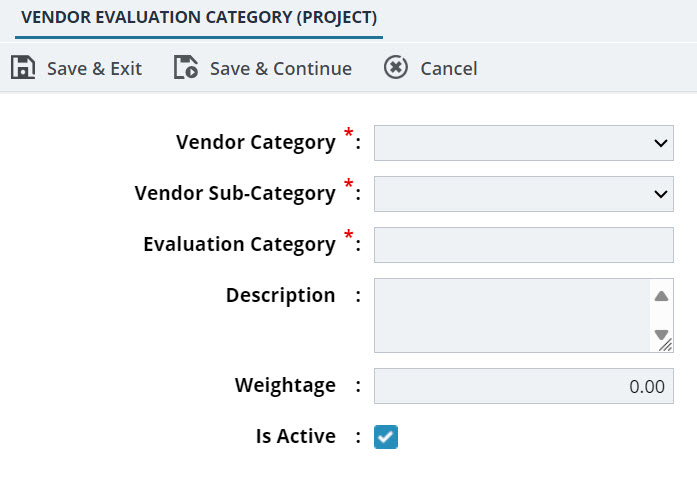 VENDOR EVALUATION CATEGORY (PROJECT)
Save & Exit Save & Continue Cancel
Vendor Category * :
Vendor Sub-Category * :
Evaluation Category * :
Description :
Weightage : 0.00
Is Active :